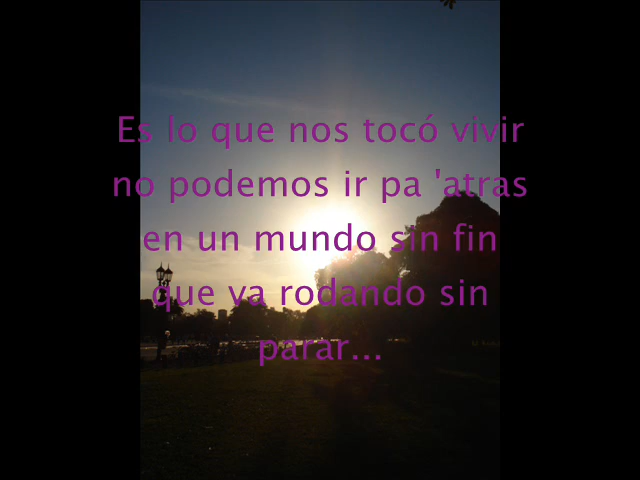 Es lo que nos tocó vivir
no podemos ir pa 'atras
en un mundo sin fin
que va rodando sin
parar...